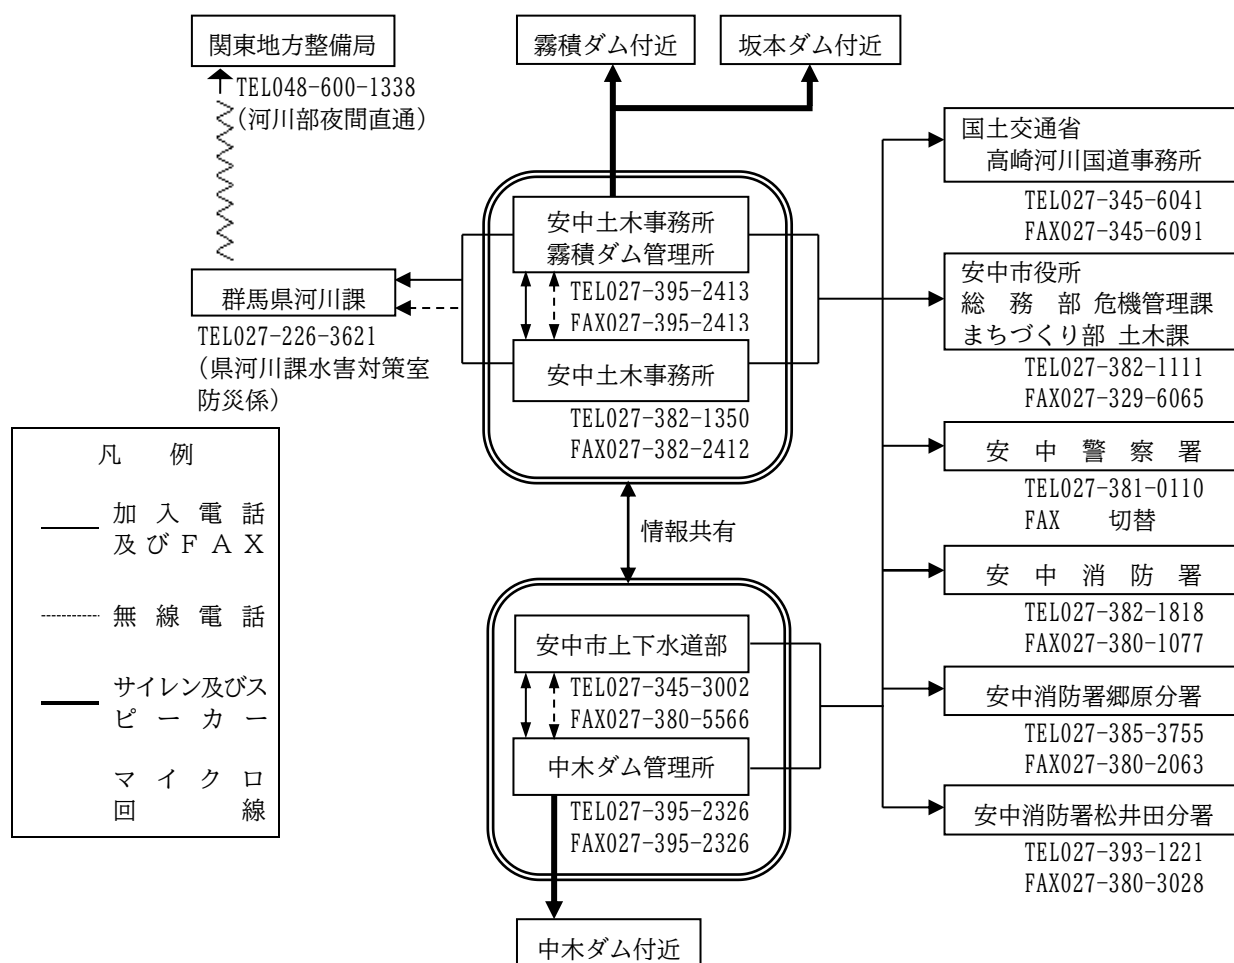 関東地方整備局
TEL048-600-1338
(河川部夜間直通)
霧積ダム付近
坂本ダム付近
安中土木事務所
霧積ダム管理所
TEL027-395-2413
FAX027-395-2413
安中土木事務所
TEL027-382-1350
FAX027-382-2412
群馬県河川課
TEL027-226-3621
(県河川課水害対策室
防災係)
情報共有
安中市上下水道部
TEL027-345-3002
FAX027-380-5566
中木ダム管理所
TEL027-395-2326
FAX027-395-2326
中木ダム付近
国土交通省
高崎河川国道事務所
TEL027-345-6041
FAX027-345-6091
安中市役所
総務部 危機管理課
まちづくり部 土木課
TEL027-382-1111
FAX027-329-6065
安中警察署
TEL027-381-0110
FAX 切替
安中消防署
TEL027-382-1818
FAX027-380-1077
安中消防署郷原分署
TEL027-385-3755
FAX027-380-2063
安中消防署松井田分署
TEL027-393-1221
FAX027-380-3028
凡例
加入電話
及びFAX
無線電話
サイレン及びス
ピーカー
マイクロ
回線